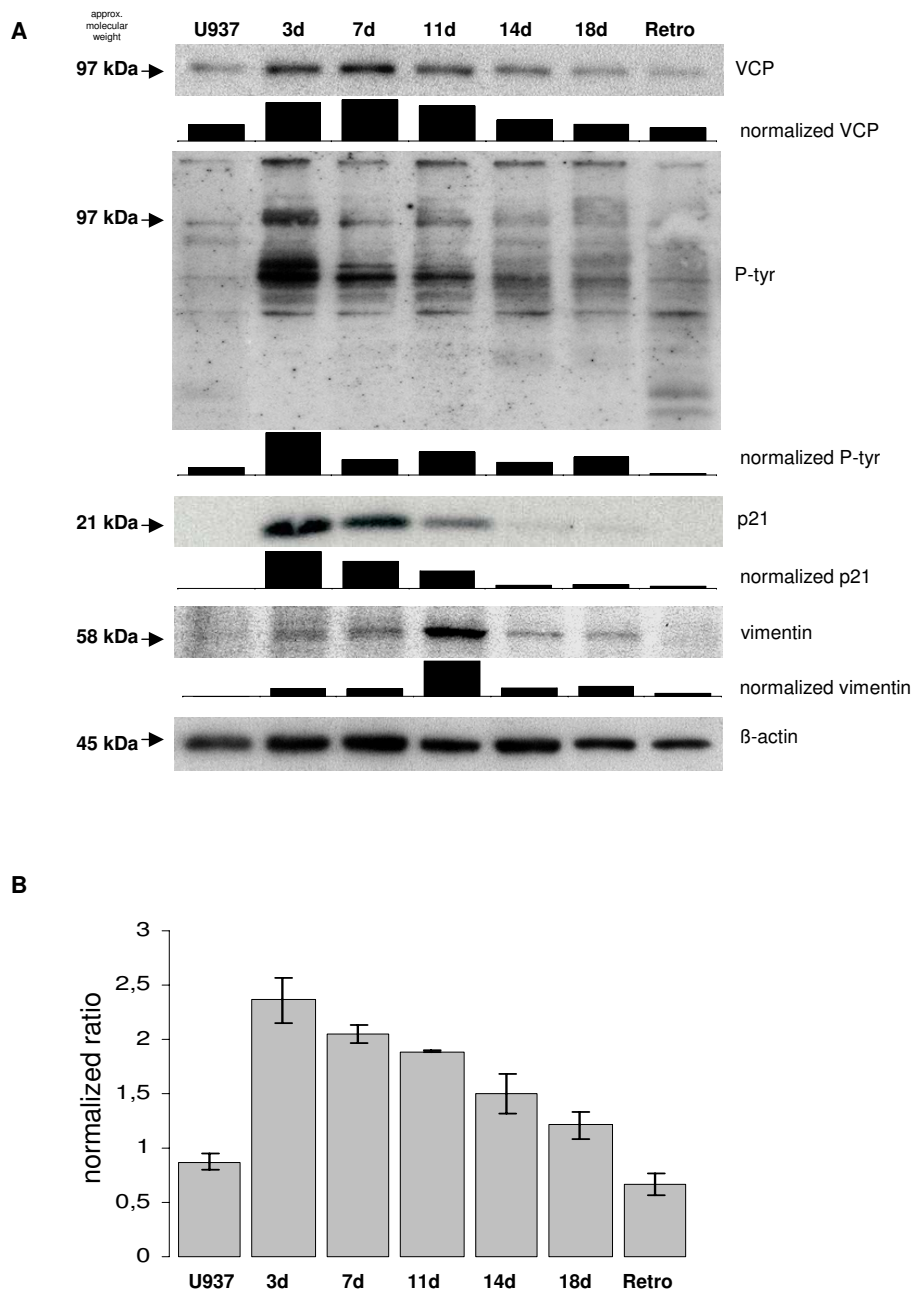 A
approx.
molecular
weight
U937 3d 7d 11d 14d 18d Retro
97 kDa VCP
normalized VCP
97 kDa
P-tyr
normalized P-tyr
21 kDa p21
normalized p21
58 kDa vimentin
normalized vimentin
45 kDa ß-actin
B
normalized ratio
3
2,5
2
1,5
1
0,5
0
U937 3d 7d 11d 14d 18d Retro